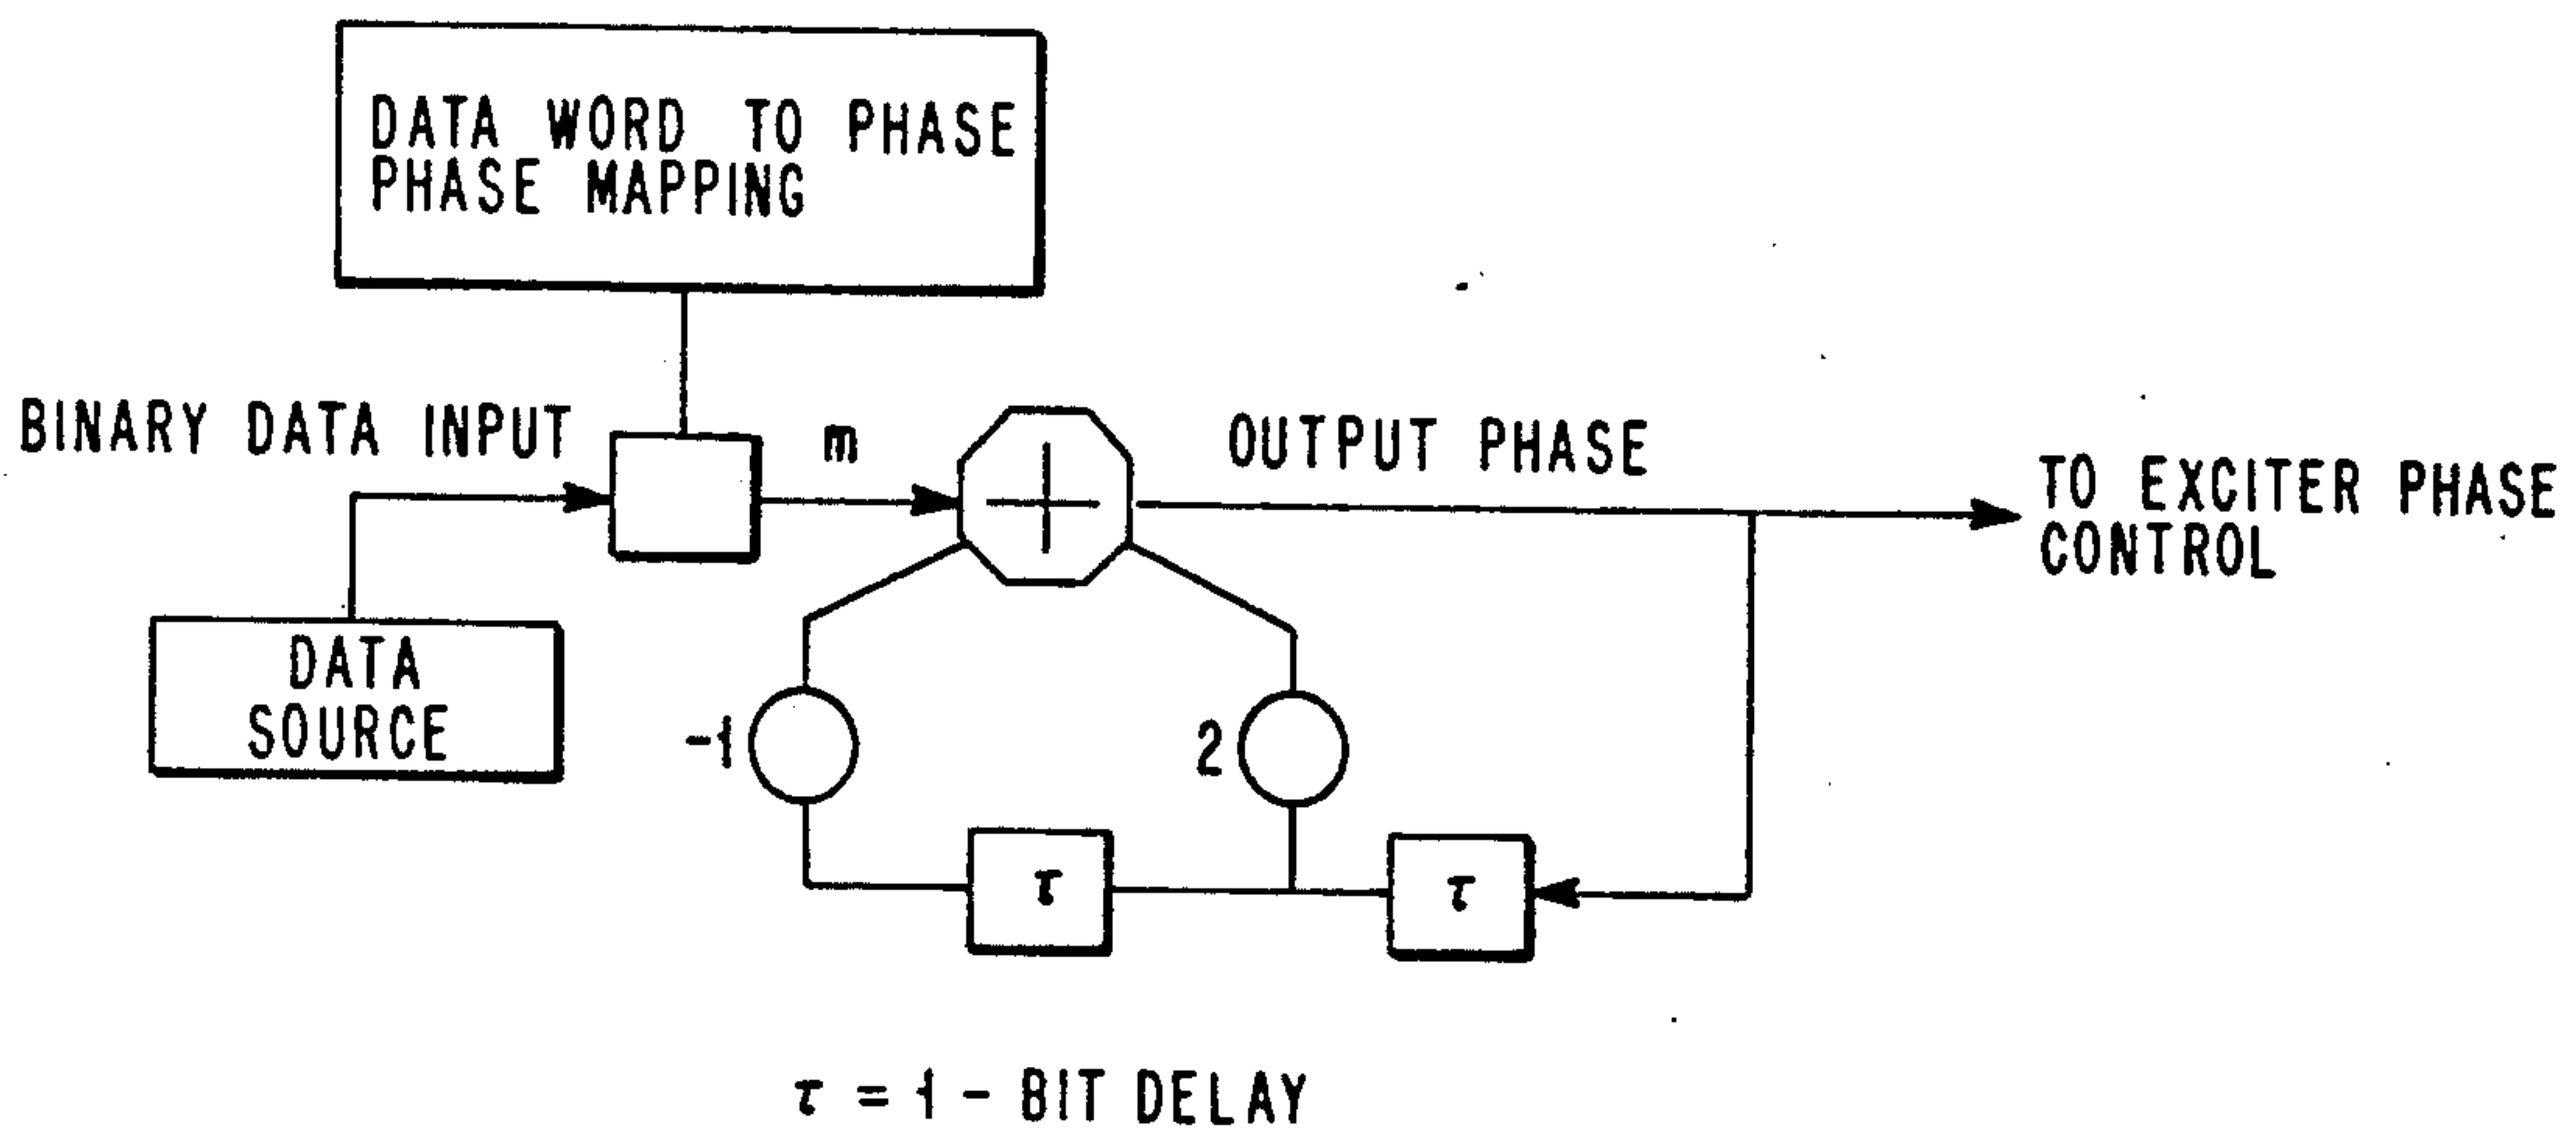 DATA WORD TO PHASE
PHASE MAPPING
BINARY DATA INPUT
m
OUTPUT PHASE
TO EXCITER PHASE
CONTROL
DATA
SOURCE
-1
2
τ
τ
τ = 1 - BIT DELAY